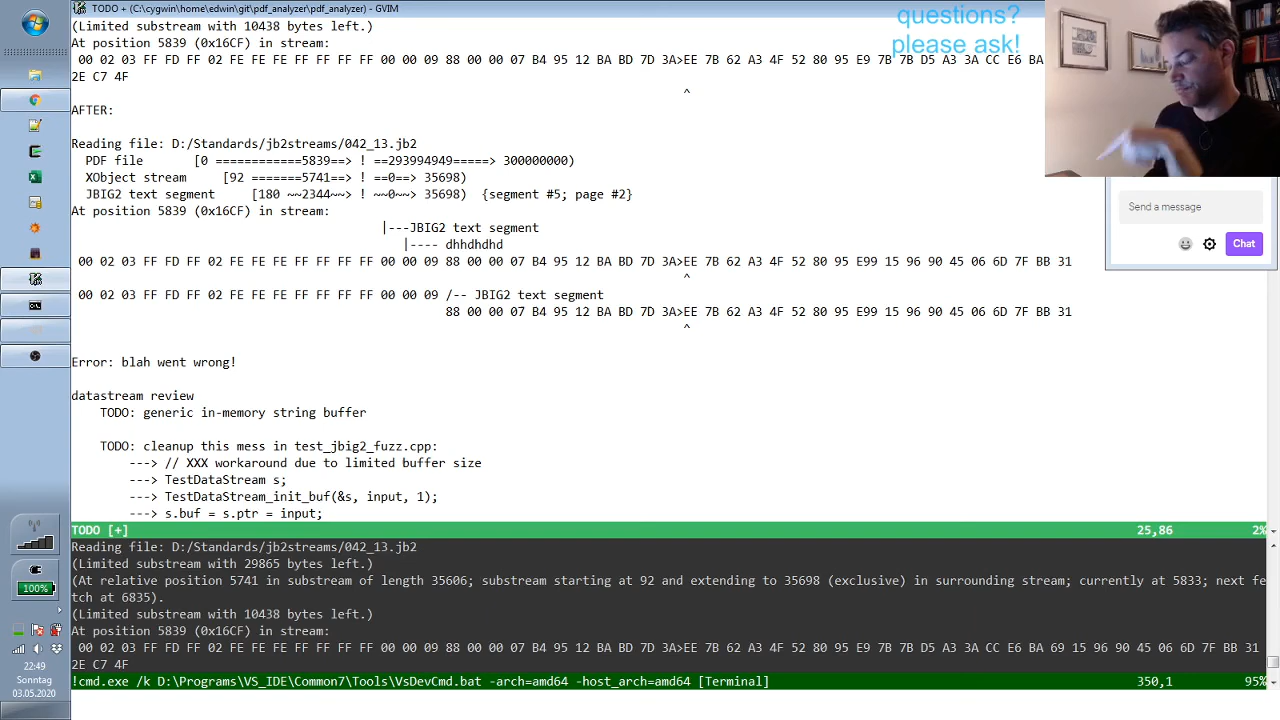 TODO + (C:\cygwin\home\edwin\git\pdf_analyzer\pdf_analyzer) - GVIM
(Limited substream with 10438 bytes left.)
At position 5839 (0x16CF) in stream:
00 02 03 FF FD FF 02 FE FE FE FF FF FF FF 00 00 09 88 00 00 07 B4 95 12 BA BD 7D 3A>EE 7B 62 A3 4F 52 80 95 E9 7B 7B D5 A3 3A CC E6 BA
2E C7 4F
^
AFTER:
Reading file: D:/Standards/jb2streams/042_13.jb2
PDF file [0 ============5839==> ! ==293994949=====> 300000000)
XObject stream [92 =======5741==> ! ==0==> 35698)
JBIG2 text segment [180 ~~2344~~> ! ~~0~~> 35698) {segment #5; page #2}
At position 5839 (0x16CF) in stream:
|---JBIG2 text segment
|---- dhhdhdhd
00 02 03 FF FD FF 02 FE FE FE FF FF FF FF 00 00 09 88 00 00 07 B4 95 12 BA BD 7D 3A>EE 7B 62 A3 4F 52 80 95 E99 15 96 90 45 06 6D 7F BB 31
^
00 02 03 FF FD FF 02 FE FE FE FF FF FF FF 00 00 09 /-- JBIG2 text segment
88 00 00 07 B4 95 12 BA BD 7D 3A>EE 7B 62 A3 4F 52 80 95 E99 15 96 90 45 06 6D 7F BB 31
^
Error: blah went wrong!
datastream review
TODO: generic in-memory string buffer
TODO: cleanup this mess in test_jbig2_fuzz.cpp:
---> // XXX workaround due to limited buffer size
---> TestDataStream s;
---> TestDataStream_init_buf(&s, input, 1);
---> s.buf = s.ptr = input;
TODO [+] 25,86 2%
Reading file: D:/Standards/jb2streams/042_13.jb2
(Limited substream with 29865 bytes left.)
(At relative position 5741 in substream of length 35606; substream starting at 92 and extending to 35698 (exclusive) in surrounding stream; currently at 5833; next fe
tch at 6835).
(Limited substream with 10438 bytes left.)
At position 5839 (0x16CF) in stream:
00 02 03 FF FD FF 02 FE FE FE FF FF FF FF 00 00 09 88 00 00 07 B4 95 12 BA BD 7D 3A>EE 7B 62 A3 4F 52 80 95 E9 7B 7B D5 A3 3A CC E6 BA 69 15 96 90 45 06 6D 7F BB 31
2E C7 4F
!cmd.exe /k D:\Programs\VS_IDE\Common7\Tools\VsDevCmd.bat -arch=amd64 -host_arch=amd64 [Terminal] 350,1 95%
questions?
please ask!
Send a message
Chat
100%
22:49
Sonntag
03.05.2020